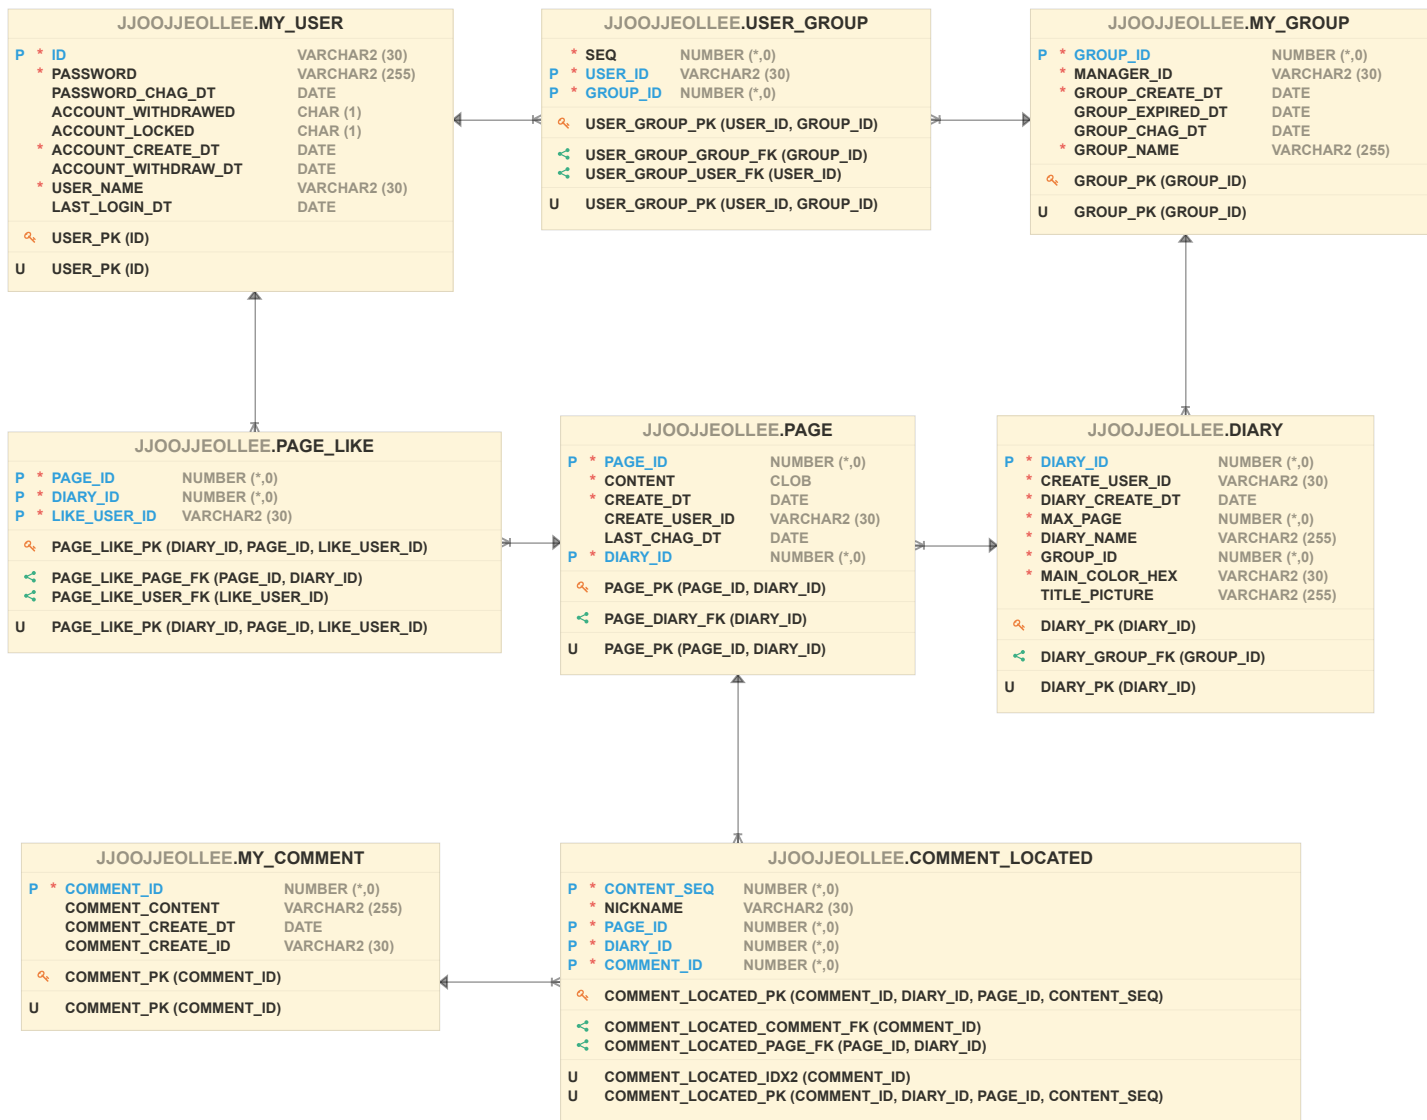 JJOOJJEOLLEE.MY_USER
P * ID VARCHAR2 (30)
* PASSWORD VARCHAR2 (255)
PASSWORD_CHAG_DT DATE
ACCOUNT_WITHDRAWED CHAR (1)
ACCOUNT_LOCKED CHAR (1)
* ACCOUNT_CREATE_DT DATE
ACCOUNT_WITHDRAW_DT DATE
* USER_NAME VARCHAR2 (30)
LAST_LOGIN_DT DATE
USER_PK (ID)
U USER_PK (ID)
JJOOJJEOLLEE.USER_GROUP
* SEQ NUMBER (*,0)
P * USER_ID VARCHAR2 (30)
P * GROUP_ID NUMBER (*,0)
USER_GROUP_PK (USER_ID, GROUP_ID)
USER_GROUP_GROUP_FK (GROUP_ID)
USER_GROUP_USER_FK (USER_ID)
U USER_GROUP_PK (USER_ID, GROUP_ID)
JJOOJJEOLLEE.MY_GROUP
P * GROUP_ID NUMBER (*,0)
* MANAGER_ID VARCHAR2 (30)
* GROUP_CREATE_DT DATE
GROUP_EXPIRED_DT DATE
GROUP_CHAG_DT DATE
* GROUP_NAME VARCHAR2 (255)
GROUP_PK (GROUP_ID)
U GROUP_PK (GROUP_ID)
JJOOJJEOLLEE.PAGE_LIKE
P * PAGE_ID NUMBER (*,0)
P * DIARY_ID NUMBER (*,0)
P * LIKE_USER_ID VARCHAR2 (30)
PAGE_LIKE_PK (DIARY_ID, PAGE_ID, LIKE_USER_ID)
PAGE_LIKE_PAGE_FK (PAGE_ID, DIARY_ID)
PAGE_LIKE_USER_FK (LIKE_USER_ID)
U PAGE_LIKE_PK (DIARY_ID, PAGE_ID, LIKE_USER_ID)
JJOOJJEOLLEE.PAGE
P * PAGE_ID NUMBER (*,0)
* CONTENT CLOB
* CREATE_DT DATE
CREATE_USER_ID VARCHAR2 (30)
LAST_CHAG_DT DATE
P * DIARY_ID NUMBER (*,0)
PAGE_PK (PAGE_ID, DIARY_ID)
PAGE_DIARY_FK (DIARY_ID)
U PAGE_PK (PAGE_ID, DIARY_ID)
JJOOJJEOLLEE.DIARY
P * DIARY_ID NUMBER (*,0)
* CREATE_USER_ID VARCHAR2 (30)
* DIARY_CREATE_DT DATE
* MAX_PAGE NUMBER (*,0)
* DIARY_NAME VARCHAR2 (255)
* GROUP_ID NUMBER (*,0)
* MAIN_COLOR_HEX VARCHAR2 (30)
TITLE_PICTURE VARCHAR2 (255)
DIARY_PK (DIARY_ID)
DIARY_GROUP_FK (GROUP_ID)
U DIARY_PK (DIARY_ID)
JJOOJJEOLLEE.MY_COMMENT
P * COMMENT_ID NUMBER (*,0)
COMMENT_CONTENT VARCHAR2 (255)
COMMENT_CREATE_DT DATE
COMMENT_CREATE_ID VARCHAR2 (30)
COMMENT_PK (COMMENT_ID)
U COMMENT_PK (COMMENT_ID)
JJOOJJEOLLEE.COMMENT_LOCATED
P * CONTENT_SEQ NUMBER (*,0)
* NICKNAME VARCHAR2 (30)
P * PAGE_ID NUMBER (*,0)
P * DIARY_ID NUMBER (*,0)
P * COMMENT_ID NUMBER (*,0)
COMMENT_LOCATED_PK (COMMENT_ID, DIARY_ID, PAGE_ID, CONTENT_SEQ)
COMMENT_LOCATED_COMMENT_FK (COMMENT_ID)
COMMENT_LOCATED_PAGE_FK (PAGE_ID, DIARY_ID)
U COMMENT_LOCATED_IDX2 (COMMENT_ID)
U COMMENT_LOCATED_PK (COMMENT_ID, DIARY_ID, PAGE_ID, CONTENT_SEQ)